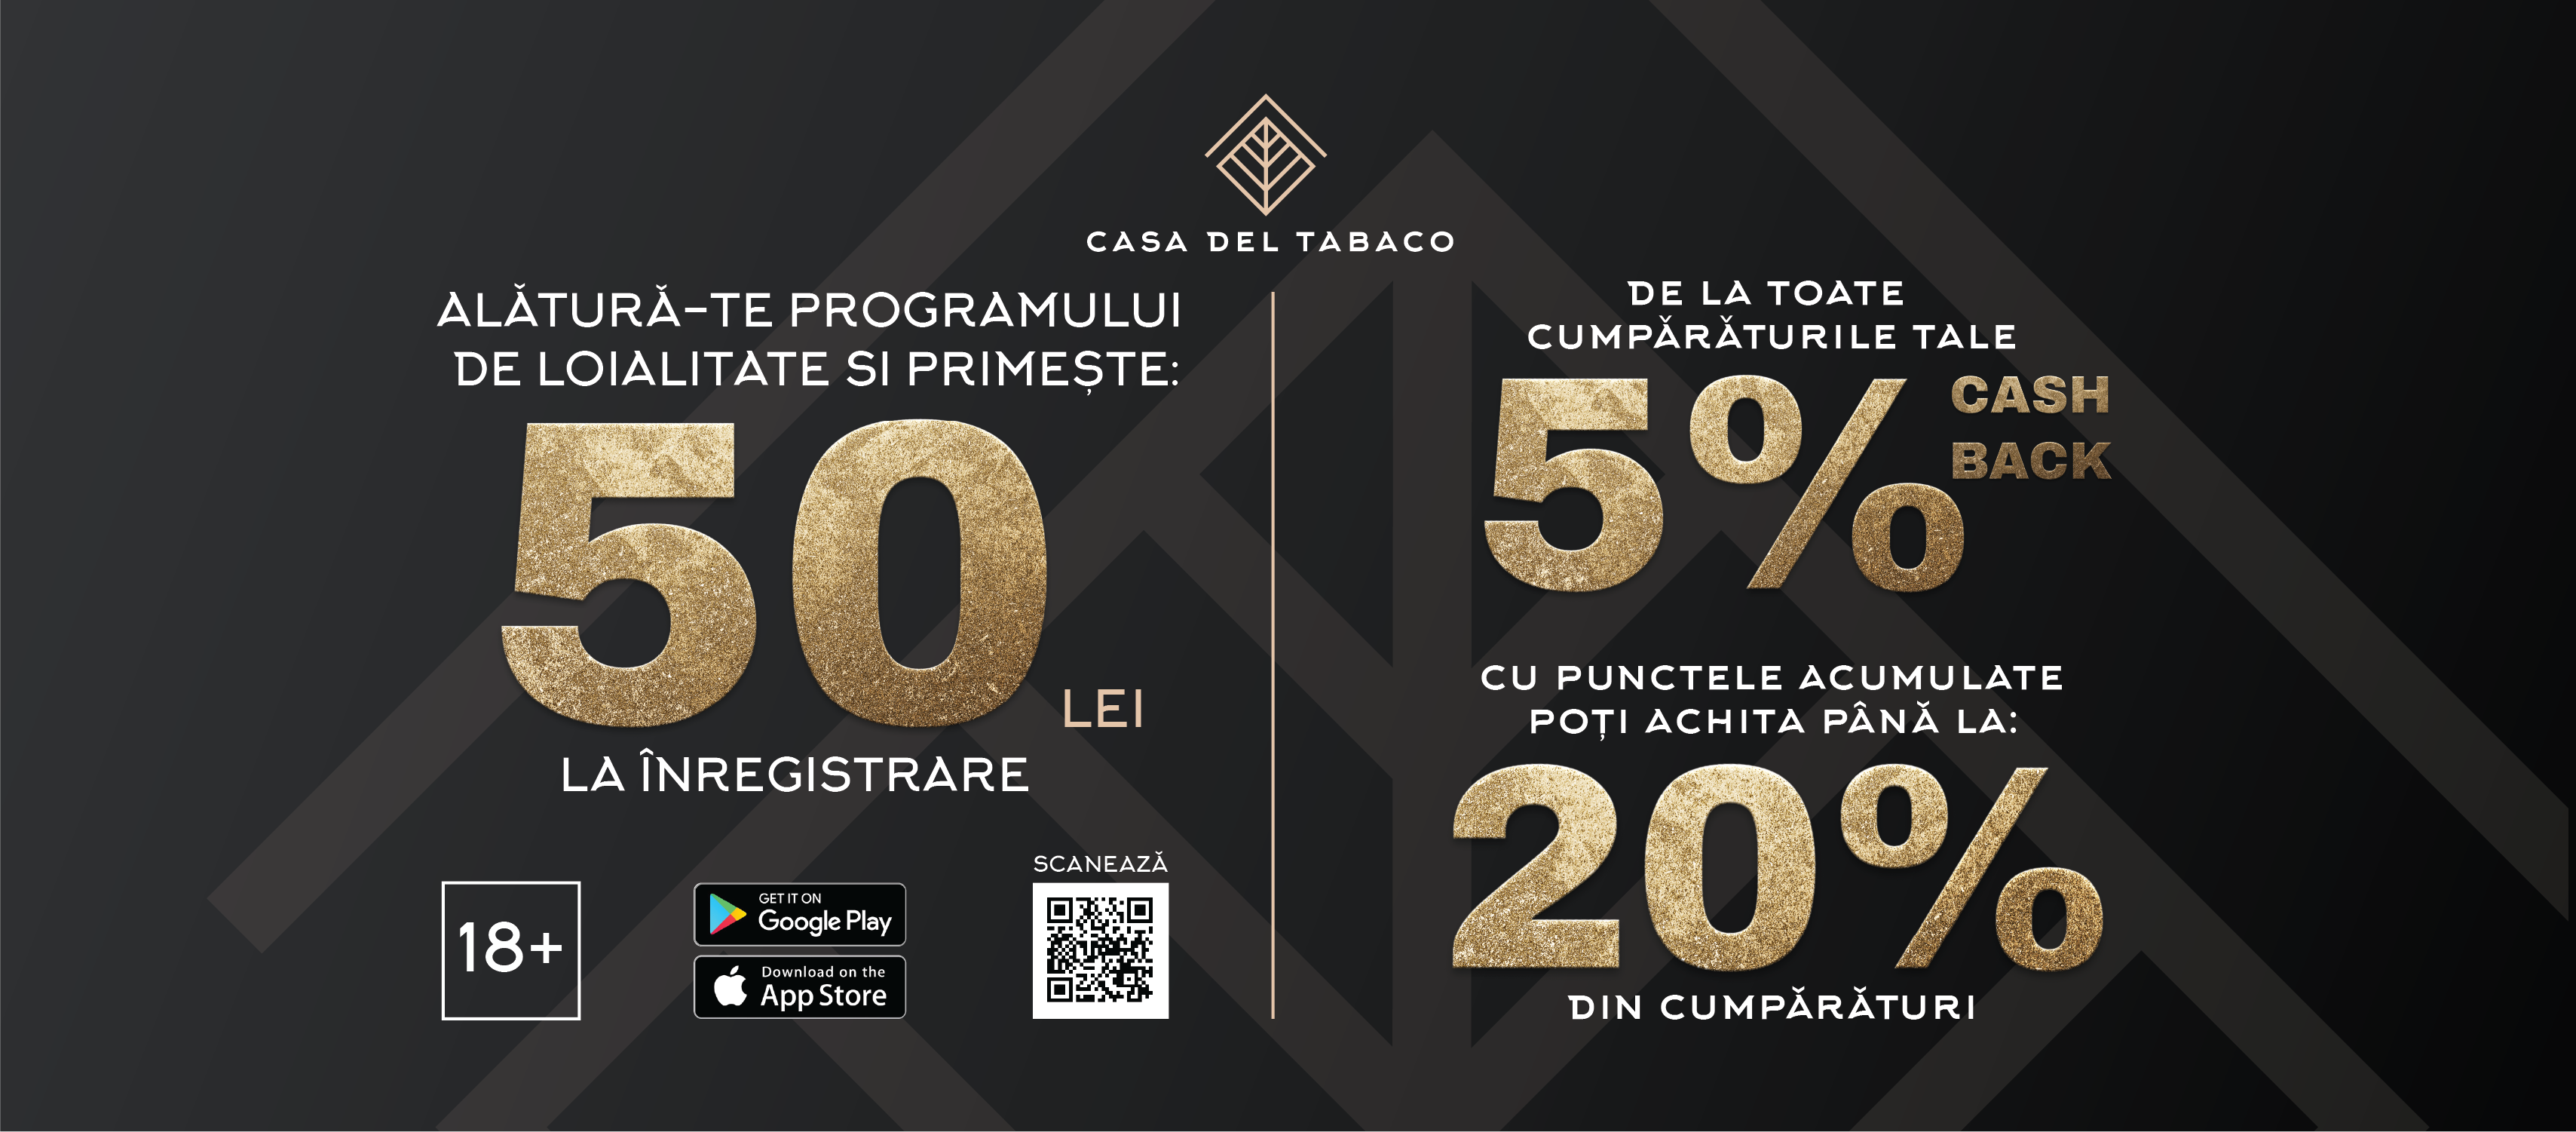 CASA DEL TABACO
ALĂTURĂ-TE PROGRAMULUI
DE LOIALITATE SI PRIMEȘTE:
50 LEI
LA ÎNREGISTRARE
18+
GET IT ON
Google Play
Download on the
App Store
SCANEAZĂ
DE LA TOATE
CUMPĂRĂTURILE TALE
5% CASH
BACK
CU PUNCTELE ACUMULATE
POȚI ACHITA PÂNĂ LA:
20%
DIN CUMPĂRĂTURI